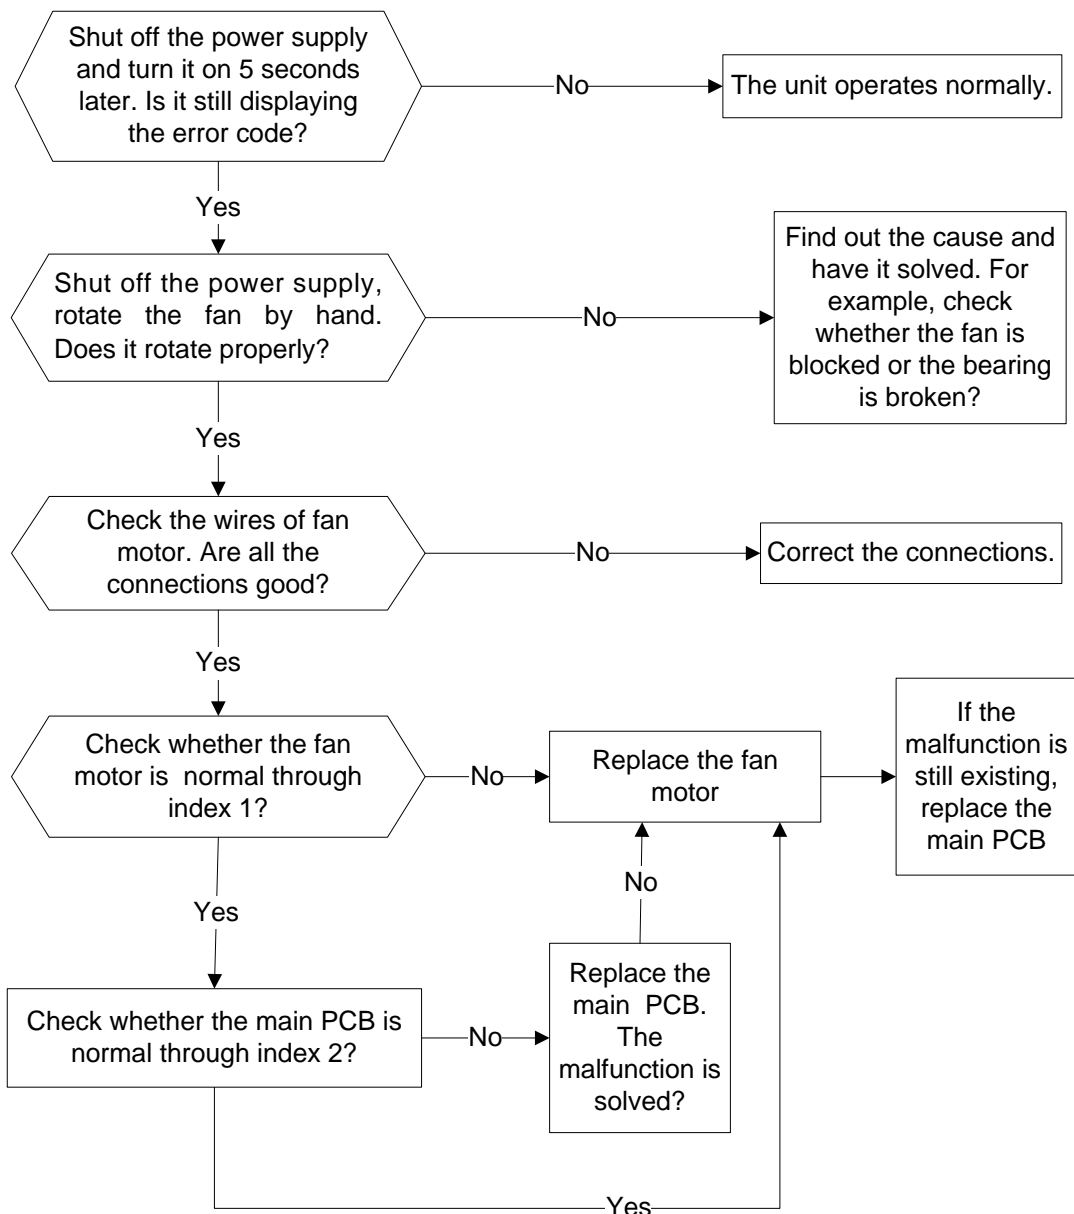 Shut off the power supply
and turn it on 5 seconds
later. Is it still displaying
the error code?
No
The unit operates normally.
Yes
Shut off the power supply,
rotate the fan by hand.
Does it rotate properly?
No
Find out the cause and
have it solved. For
example, check
whether the fan is
blocked or the bearing
is broken?
Yes
Check the wires of fan
motor. Are all the
connections good?
No
Correct the connections.
Yes
Check whether the fan
motor is normal through
index 1?
No
Replace the fan
motor
If the
malfunction is
still existing,
replace the
main PCB
Yes
No
Check whether the main PCB is
normal through index 2?
No
Replace the
main PCB.
The
malfunction is
solved?
Yes